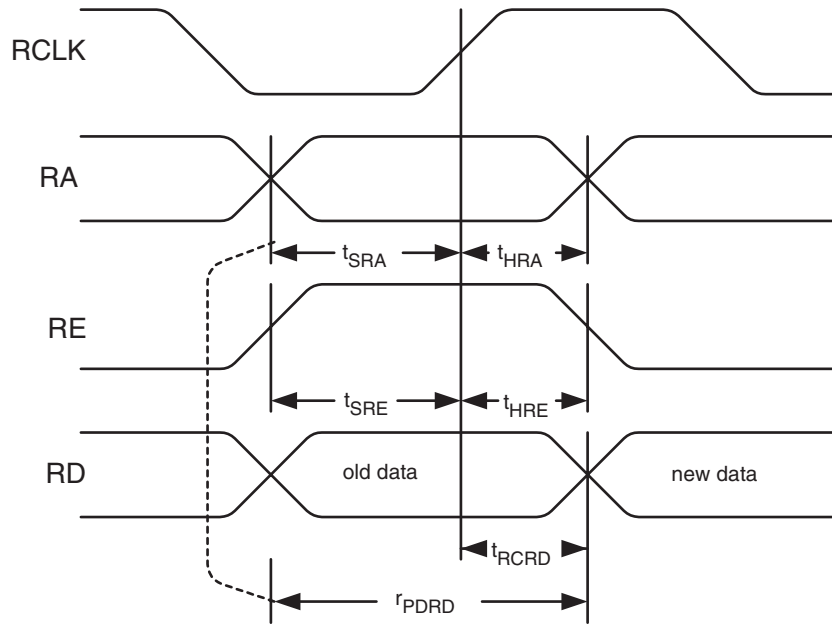 RCLK
RA
tSRA
tHRA
RE
tSRE
tHRE
RD
old data
new data
tRCRD
rPDRD